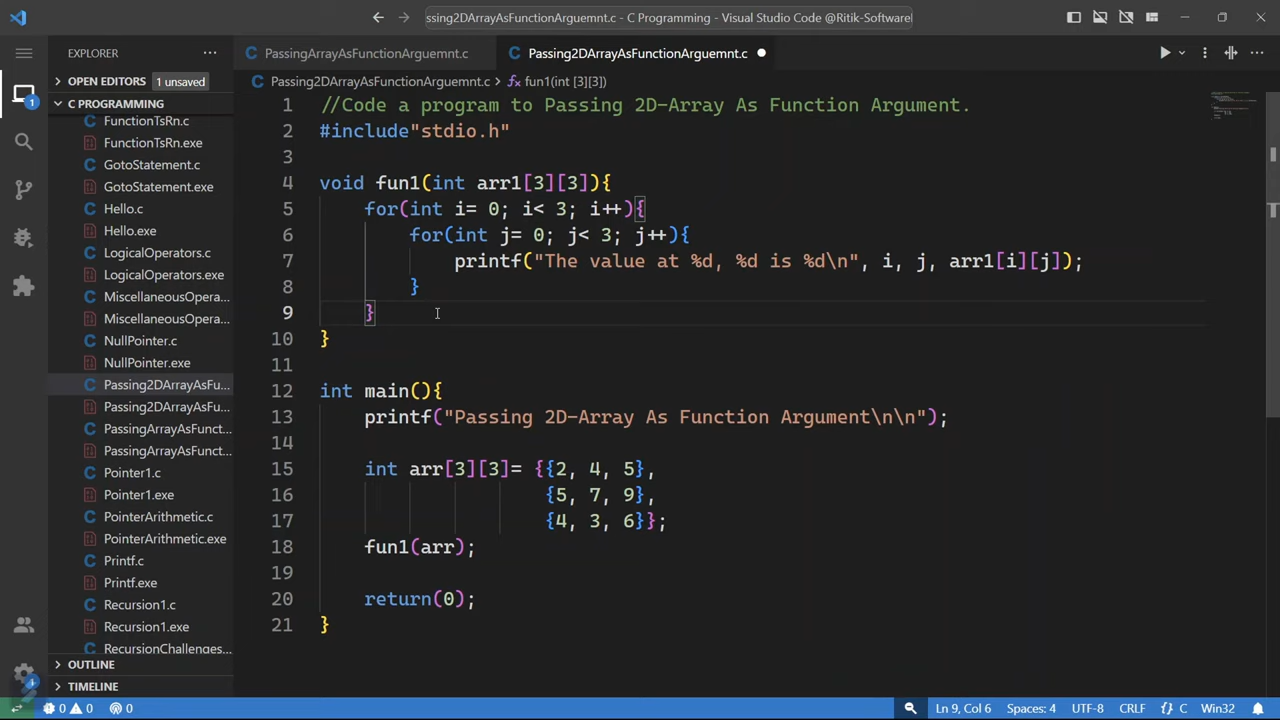 ssing2DArrayAsFunctionArguemnt.c - C Programming - Visual Studio Code @Ritik-Software
EXPLORER
OPEN EDITORS 1 unsaved
C PROGRAMMING
FunctionTsRn.c
FunctionTsRn.exe
GotoStatement.c
GotoStatement.exe
Hello.c
Hello.exe
LogicalOperators.c
LogicalOperators.exe
MiscellaneousOpera...
MiscellaneousOpera...
NullPointer.c
NullPointer.exe
Passing2DArrayAsFu...
Passing2DArrayAsFu...
PassingArrayAsFunct...
PassingArrayAsFunct...
Pointer1.c
Pointer1.exe
PointerArithmetic.c
PointerArithmetic.exe
Printf.c
Printf.exe
Recursion1.c
Recursion1.exe
RecursionChallenges...
OUTLINE
TIMELINE
PassingArrayAsFunctionArguemnt.c
Passing2DArrayAsFunctionArguemnt.c
Passing2DArrayAsFunctionArguemnt.c > fun1(int [3][3])
1 //Code a program to Passing 2D-Array As Function Argument.
2 #include"stdio.h"
3
4 void fun1(int arr1[3][3]){
5 for(int i= 0; i< 3; i++){
6 for(int j= 0; j< 3; j++){
7 printf("The value at %d, %d is %d\n", i, j, arr1[i][j]);
8 }
9 }
10 }
11
12 int main(){
13 printf("Passing 2D-Array As Function Argument\n\n");
14
15 int arr[3][3]= {{2, 4, 5},
16 {5, 7, 9},
17 {4, 3, 6}};
18 fun1(arr);
19
20 return(0);
21 }
0 0 0 Ln 9, Col 6 Spaces: 4 UTF-8 CRLF {} C Win32